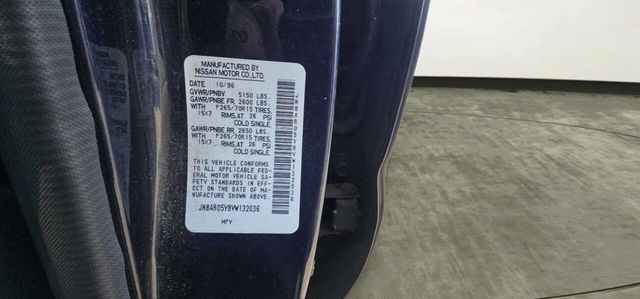 MANUFACTURED BY
NISSAN MOTOR CO.,LTD.
DATE 10/96
GVWR/PNBV 5150 LBS.
GAWR/PNBE FR 2600 LBS.
WITH P265/70R15 TIRES,
15X7 RIMS,AT 26 PSI
COLD SINGLE.
GAWR/PNBE RR 2850 LBS.
WITH P265/70R15 TIRES,
15X7 RIMS,AT 26 PSI
COLD SINGLE.
THIS VEHICLE CONFORMS
TO ALL APPLICABLE FED-
ERAL MOTOR VEHICLE SA-
FETY STANDARDS IN EFF-
ECT ON THE DATE OF MA-
NUFACTURE SHOWN ABOVE.
JN8AR05Y8VW132036
MPV
JN8AR05Y8VW132036